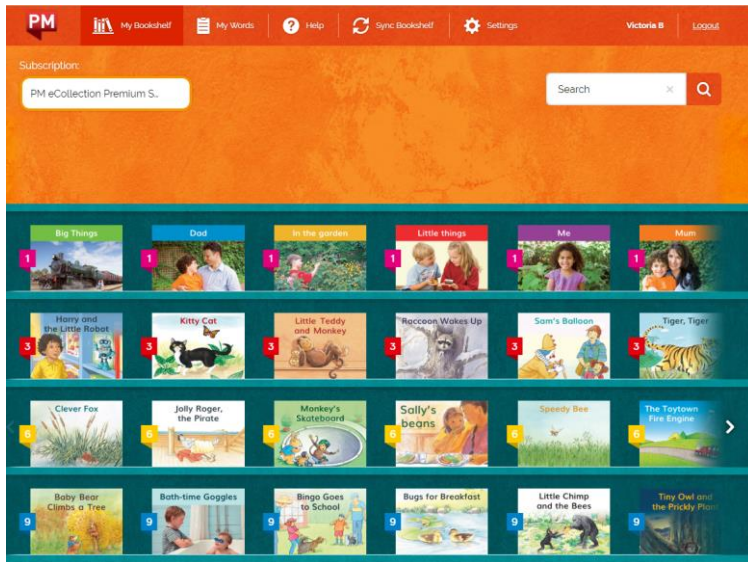 PM
My Bookshelf
My Words
? Help
Sync Bookshelf
Settings
Victoria B
Logout
Subscription:
PM eCollection Premium S..
Search ×
Big Things
1
Dad
1
In the garden
1
Little things
1
Me
1
Mum
1
Harry and
the Little Robot
3
Kitty Cat
3
Little Teddy
and Monkey
3
Raccoon Wakes Up
3
Sam's Balloon
3
Tiger, Tiger
3
Clever Fox
6
Jolly Roger,
the Pirate
6
Monkey's
Skateboard
6
Sally's
beans
6
Speedy Bee
6
The Toytown
Fire Engine
6
Baby Bear
Climbs a Tree
9
Bath-time Goggles
9
Bingo Goes
to School
9
Bugs for Breakfast
9
Little Chimp
and the Bees
9
Tiny Owl and
the Prickly Plant
9